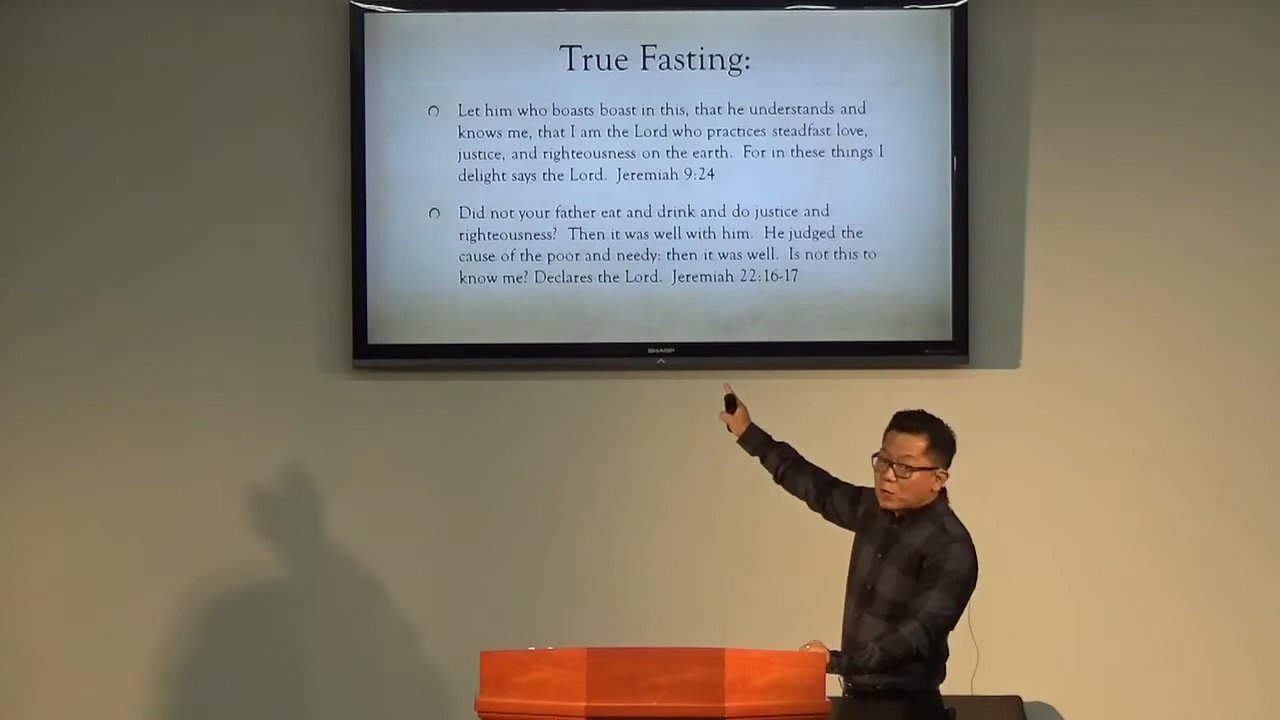 True Fasting:
Let him who boasts boast in this, that he understands and
knows me, that I am the Lord who practices steadfast love,
justice, and righteousness on the earth.  For in these things I
delight says the Lord.  Jeremiah 9:24
Did not your father eat and drink and do justice and
righteousness?  Then it was well with him.  He judged the
cause of the poor and needy: then it was well.  Is not this to
know me? Declares the Lord.  Jeremiah 22:16-17
SHARP